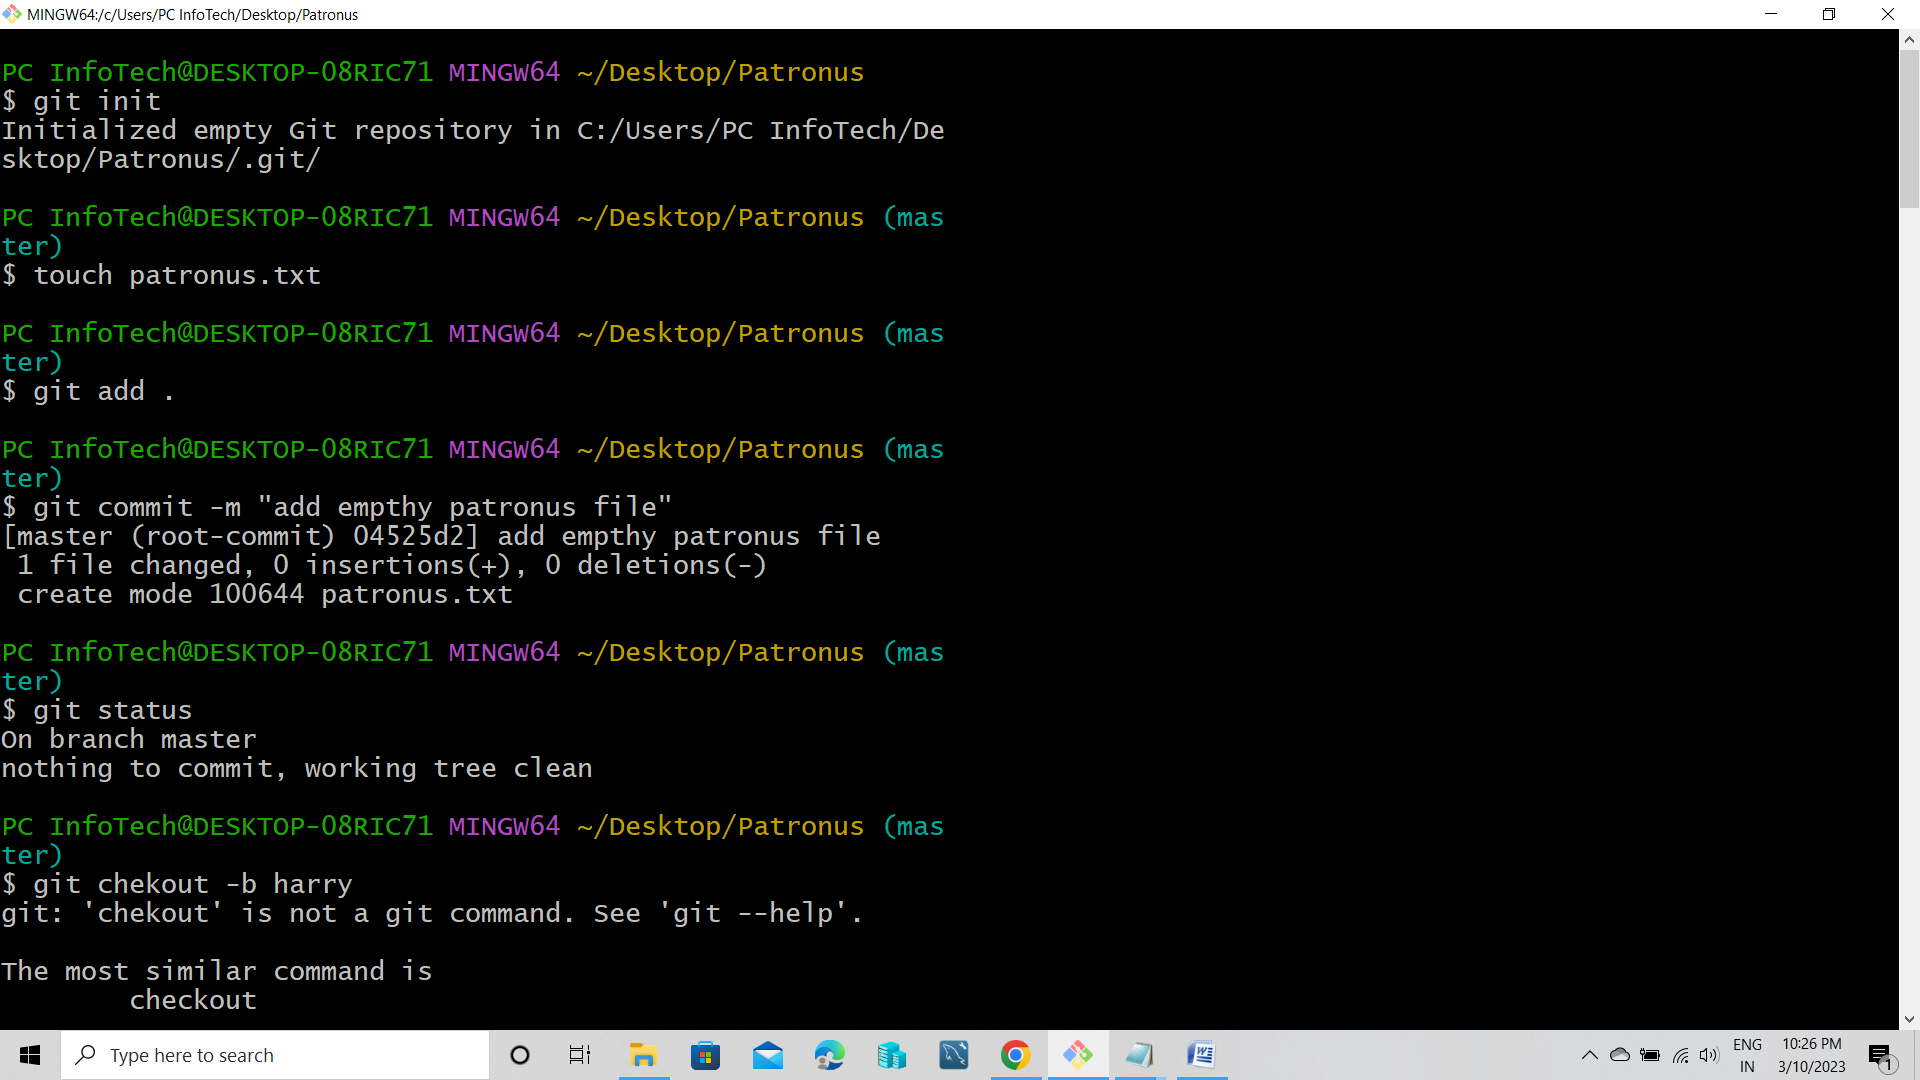 MINGW64:/c/Users/PC InfoTech/Desktop/Patronus
PC InfoTech@DESKTOP-08RIC71 MINGW64 ~/Desktop/Patronus
$ git init
Initialized empty Git repository in C:/Users/PC InfoTech/De
sktop/Patronus/.git/
PC InfoTech@DESKTOP-08RIC71 MINGW64 ~/Desktop/Patronus (mas
ter)
$ touch patronus.txt
PC InfoTech@DESKTOP-08RIC71 MINGW64 ~/Desktop/Patronus (mas
ter)
$ git add .
PC InfoTech@DESKTOP-08RIC71 MINGW64 ~/Desktop/Patronus (mas
ter)
$ git commit -m "add empthy patronus file"
[master (root-commit) 04525d2] add empthy patronus file
 1 file changed, 0 insertions(+), 0 deletions(-)
 create mode 100644 patronus.txt
PC InfoTech@DESKTOP-08RIC71 MINGW64 ~/Desktop/Patronus (mas
ter)
$ git status
On branch master
nothing to commit, working tree clean
PC InfoTech@DESKTOP-08RIC71 MINGW64 ~/Desktop/Patronus (mas
ter)
$ git chekout -b harry
git: 'chekout' is not a git command. See 'git --help'.
The most similar command is
        checkout
Type here to search
ENG
IN
10:26 PM
3/10/2023
1